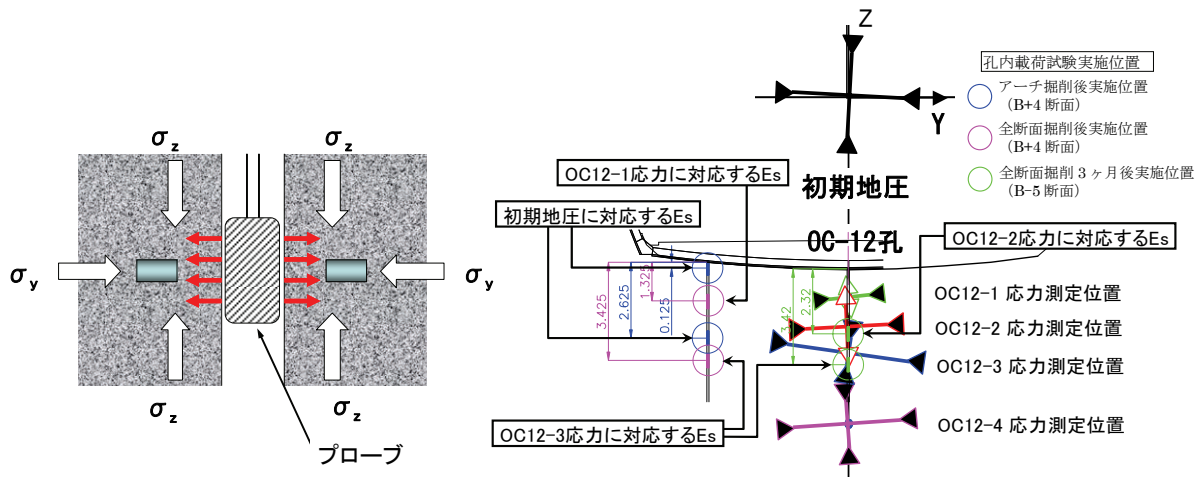 σz
σz
σy
σy
σz
σz
プローブ
Z
Y
初期地圧
OC-12孔
孔内載荷試験実施位置
アーチ掘削後実施位置
(B+4 断面)
全断面掘削後実施位置
(B+4 断面)
全断面掘削 3 ヶ月後実施位置
(B-5 断面)
OC12-1応力に対応するEs
初期地圧に対応するEs
OC12-2応力に対応するEs
3.425
2.625
1.325
0.125
3.42
2.32
OC12-1 応力測定位置
OC12-2 応力測定位置
OC12-3 応力測定位置
OC12-4 応力測定位置
OC12-3応力に対応するEs